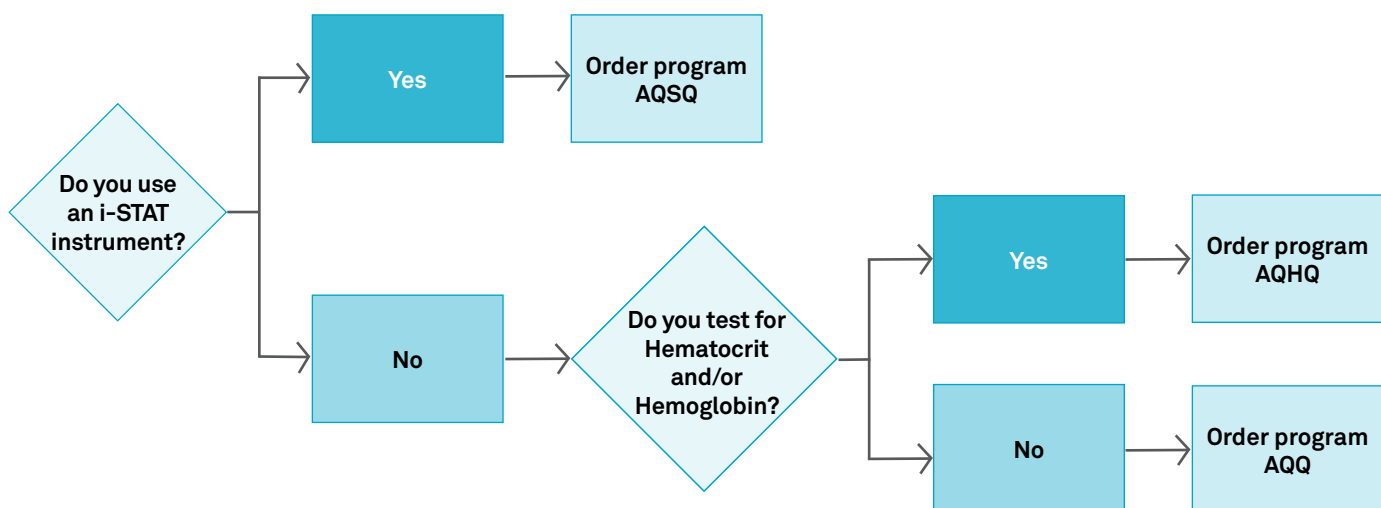 Do you use
an i-STAT
instrument?
Yes
Order program
AQSQ
No
Do you test for
Hematocrit
and/or
Hemoglobin?
Yes
Order program
AQHQ
No
Order program
AQQ